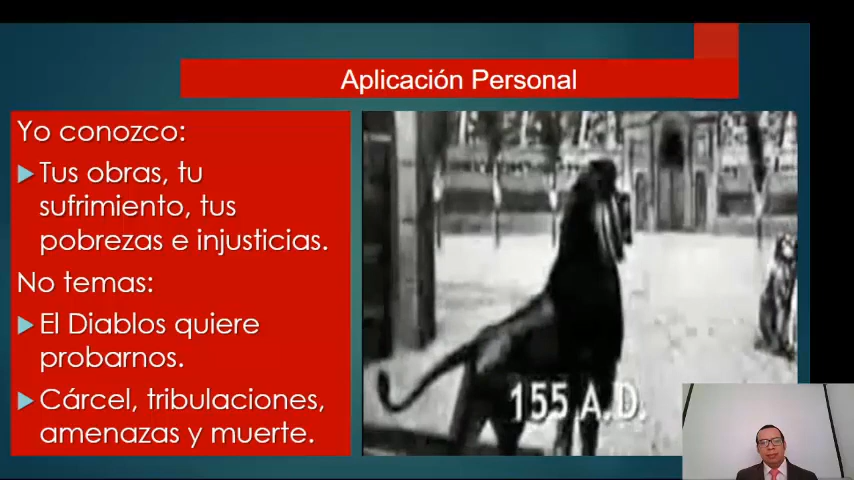 Aplicación Personal
Yo conozco:
Tus obras, tu
sufrimiento, tus
pobrezas e injusticias.
No temas:
El Diablos quiere
probarnos.
Cárcel, tribulaciones,
amenazas y muerte.
155 A.D.